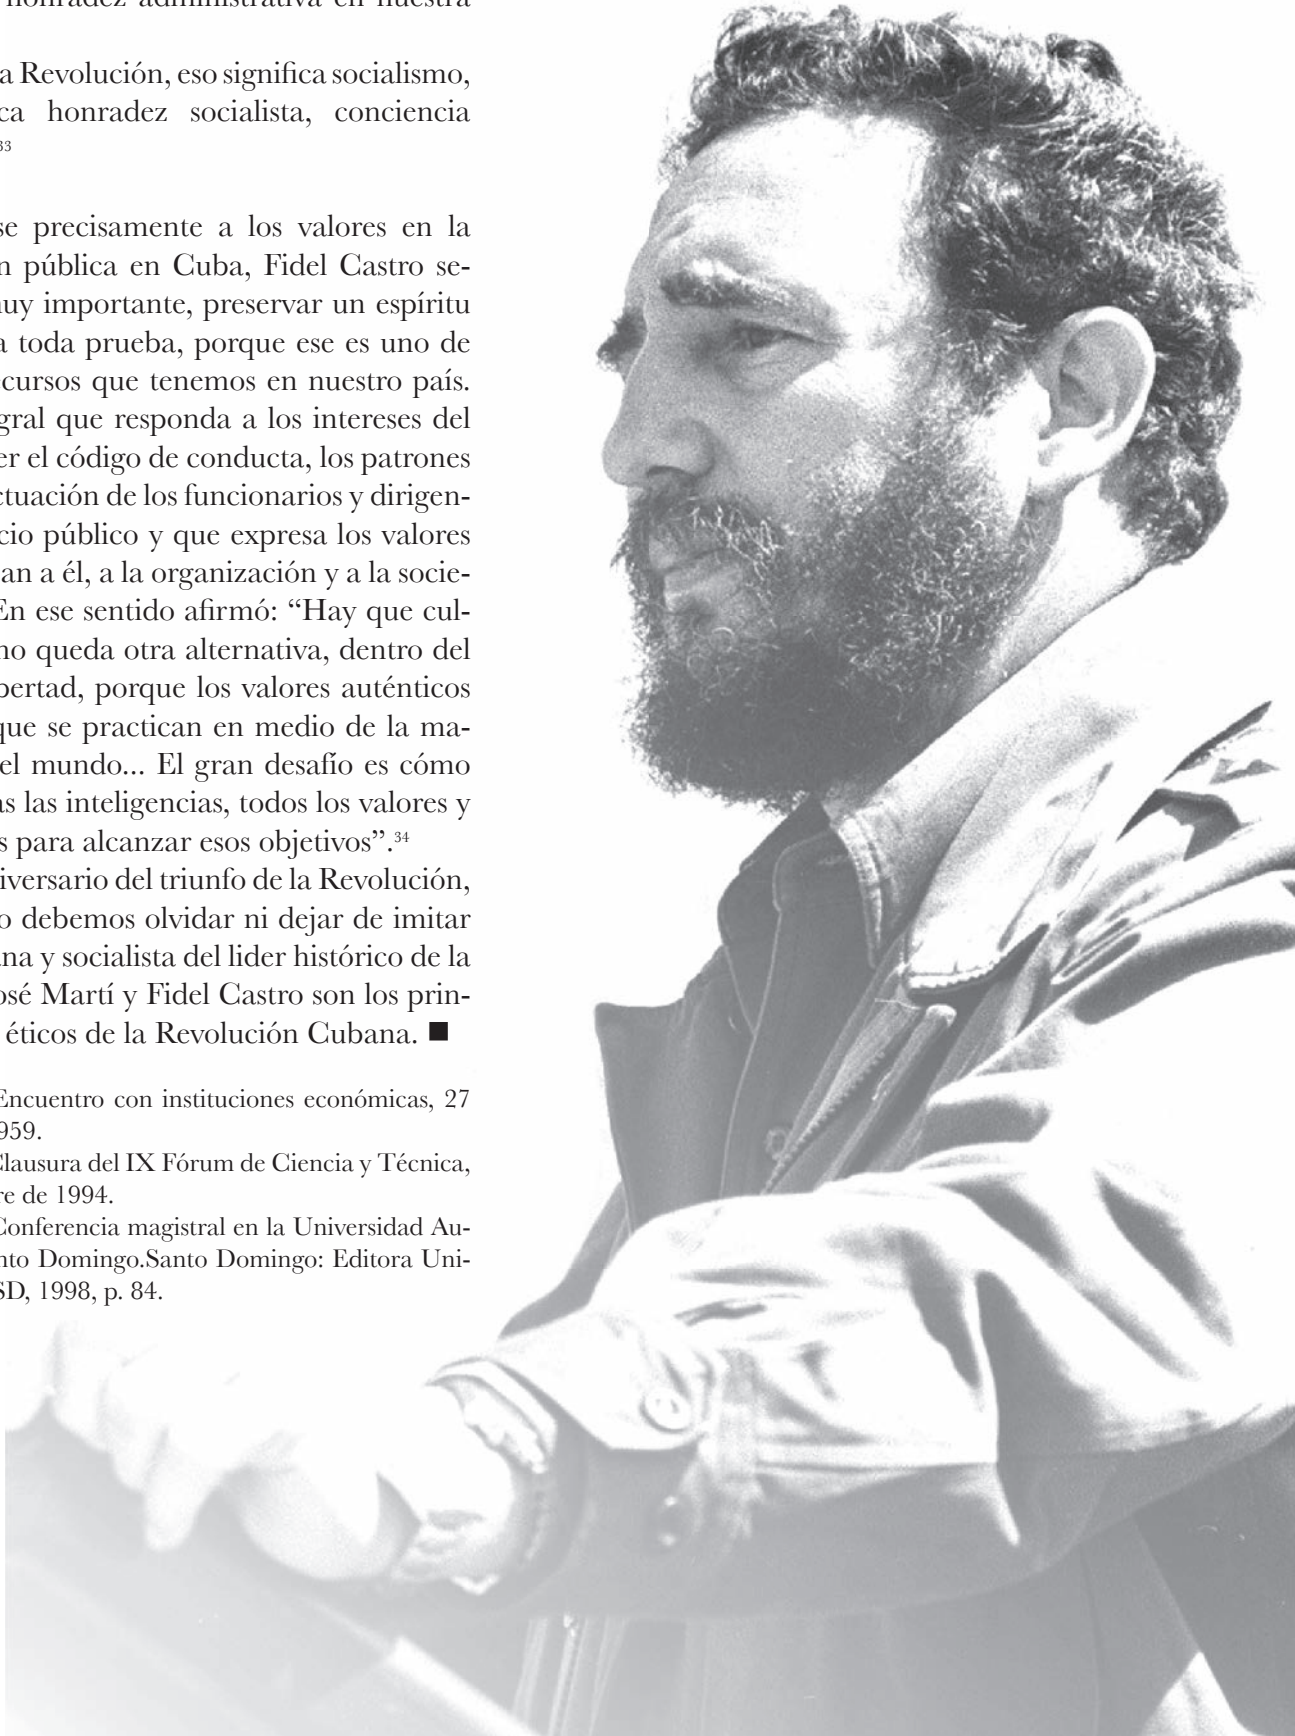 honradez administrativa en nuestra
a Revolución, eso significa socialismo,
ca honradez socialista, conciencia
33
se precisamente a los valores en la
n pública en Cuba, Fidel Castro se-
uy importante, preservar un espíritu
a toda prueba, porque ese es uno de
ecursos que tenemos en nuestro país.
gral que responda a los intereses del
er el código de conducta, los patrones
ctuación de los funcionarios y dirigen-
cio público y que expresa los valores
an a él, a la organización y a la socie-
En ese sentido afirmó: “Hay que cul-
no queda otra alternativa, dentro del
bertad, porque los valores auténticos
que se practican en medio de la ma-
el mundo... El gran desafío es cómo
as las inteligencias, todos los valores y
s para alcanzar esos objetivos”.34
iversario del triunfo de la Revolución,
o debemos olvidar ni dejar de imitar
ana y socialista del lider histórico de la
osé Martí y Fidel Castro son los prin-
éticos de la Revolución Cubana. ■
Encuentro con instituciones económicas, 27
959.
Clausura del IX Fórum de Ciencia y Técnica,
re de 1994.
Conferencia magistral en la Universidad Au-
nto Domingo.Santo Domingo: Editora Uni-
SD, 1998, p. 84.